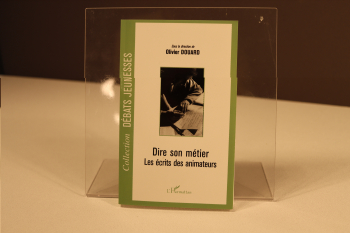 Sous la direction de
Olivier DOUARD
Collection DÉBATS JEUNESSES
Dire son métier
Les écrits des animateurs
L'Harmattan